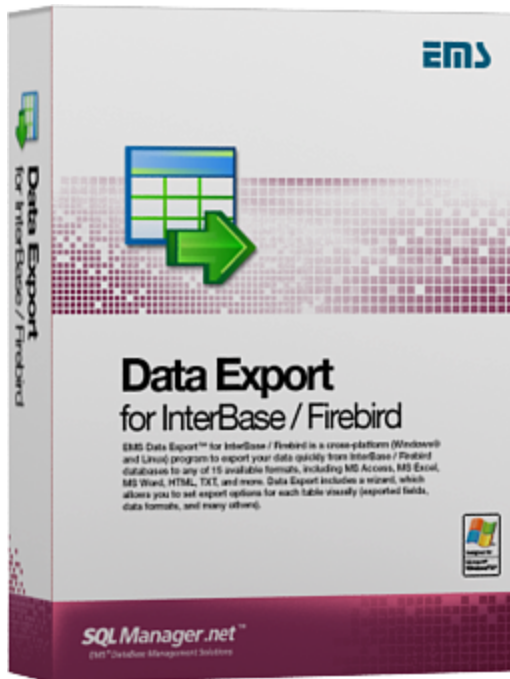 EMS
Data Export
for InterBase / Firebird
Data Export
for InterBase / Firebird
EMS Data Export™ for InterBase / Firebird is a cross-platform (Windows®
and Linux) program to export your data quickly from InterBase / Firebird
databases to any of 15 available formats, including MS Access, MS Excel,
MS Word, HTML, TXT, and more. Data Export includes a wizard, which
allows you to set export options for each table visually (exported fields,
data formats, and many others).
SQL Manager.net™
EMS® DataBase Management Solutions